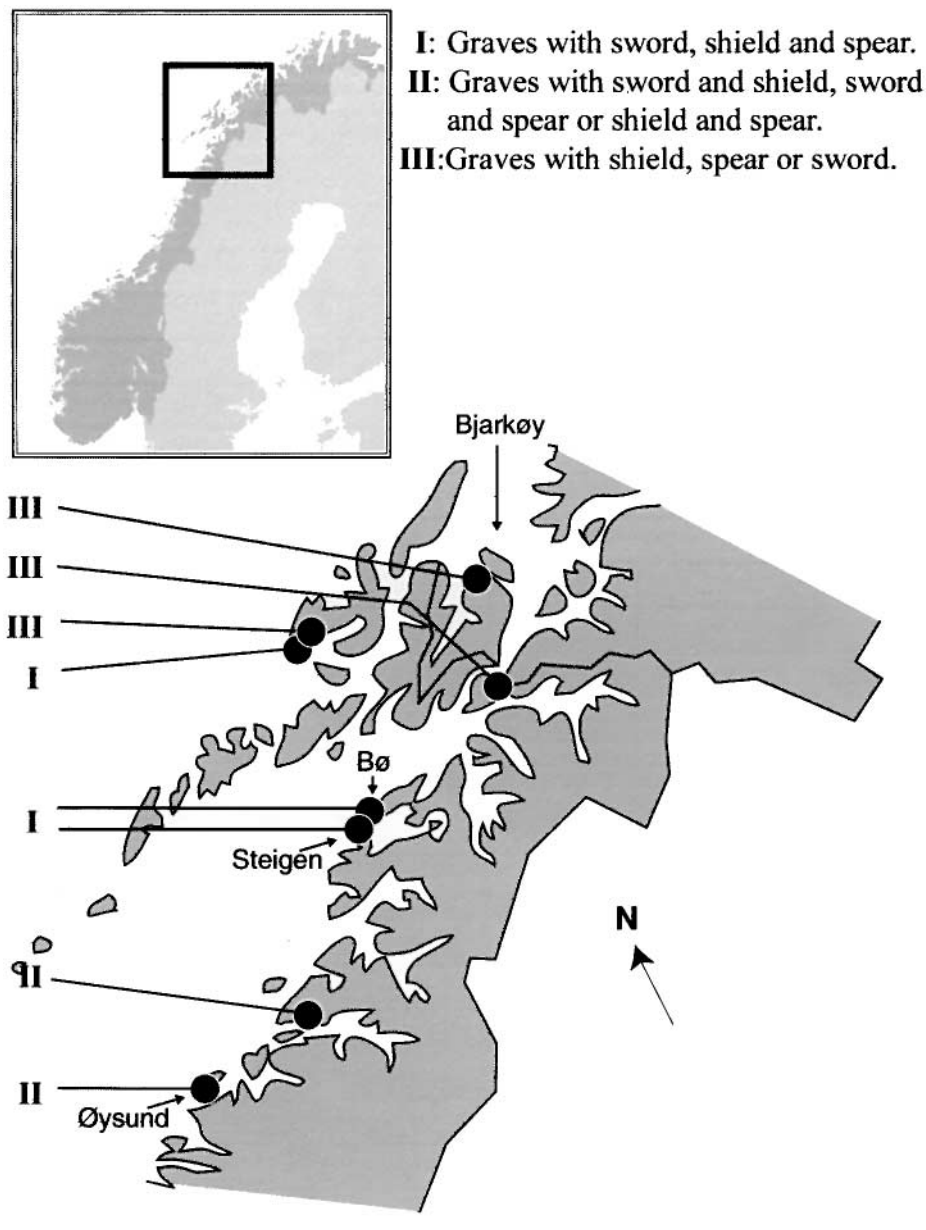 I: Graves with sword, shield and spear.
II: Graves with sword and shield, sword
and spear or shield and spear.
III:Graves with shield, spear or sword.
Bjarkøy
III
III
III
I
Bø
I
Steigen
N
II
II
Øysund